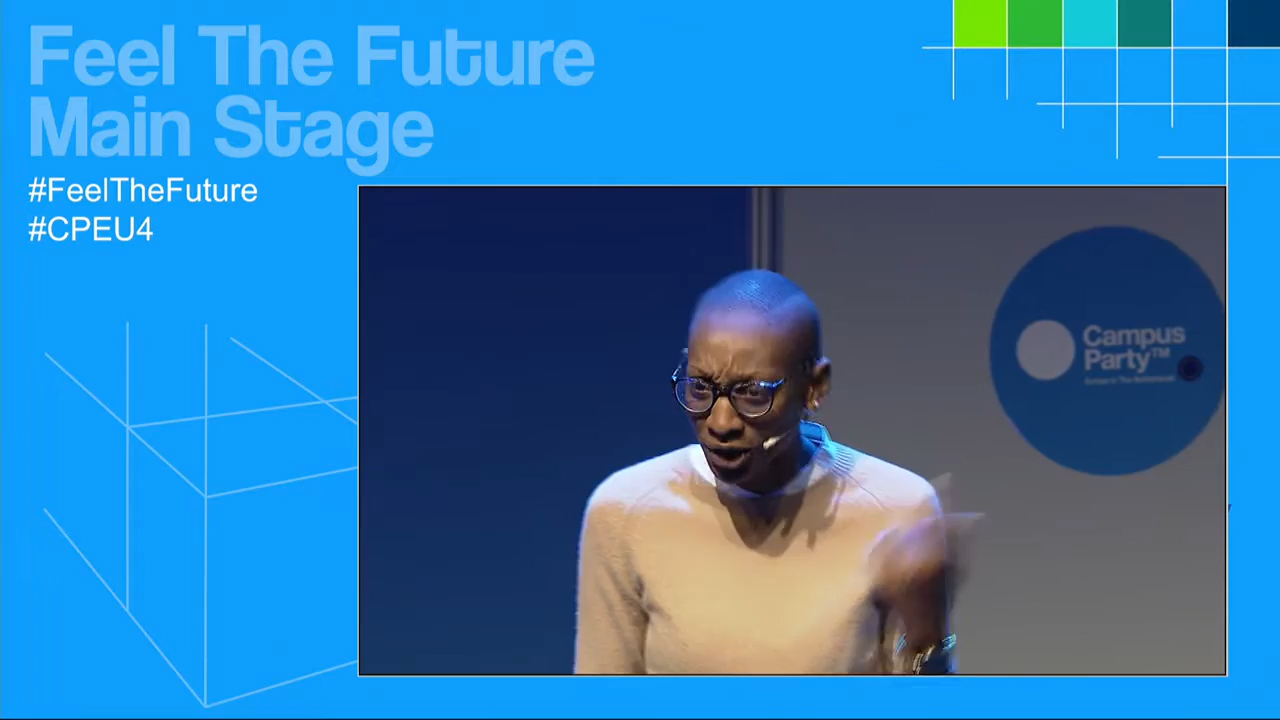 Feel The Future
Main Stage
#FeelTheFuture
#CPEU4
Campus
Party™